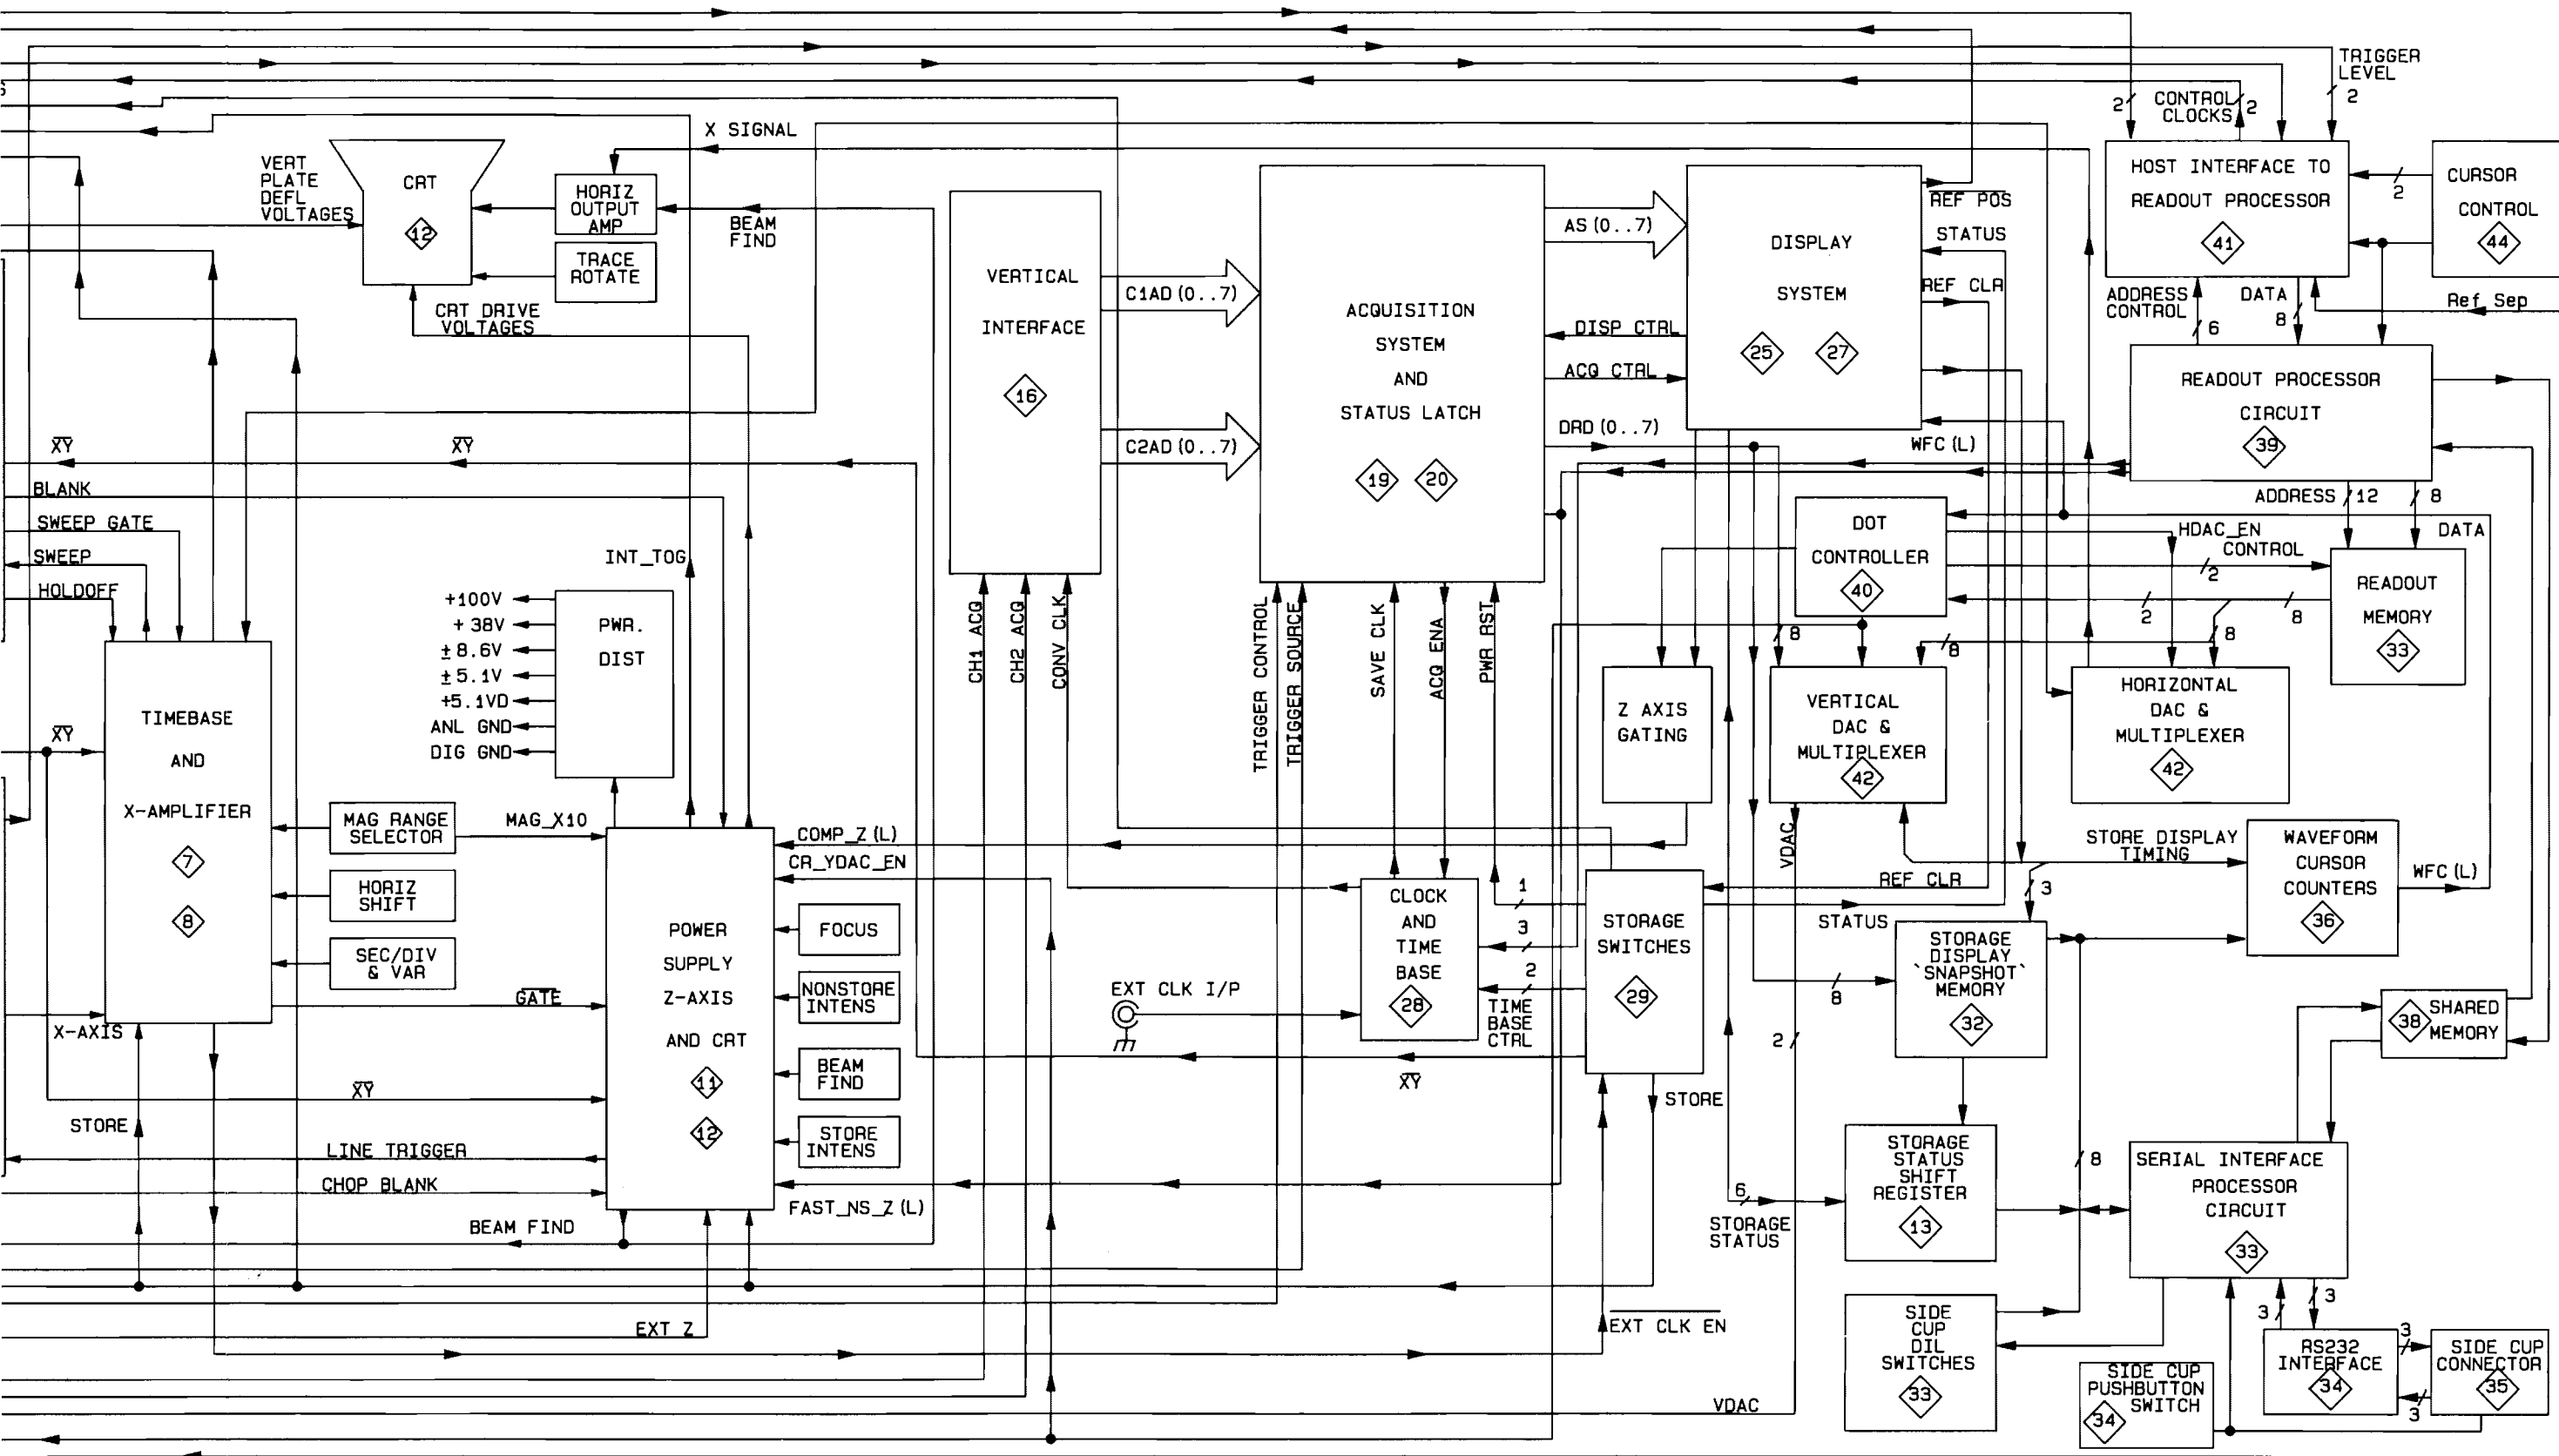 TRIGGER
LEVEL
2
2
CONTROL
CLOCKS
2
X SIGNAL
VERT
PLATE
DEFL
VOLTAGES
CRT
12
HORIZ
OUTPUT
AMP
TRACE
ROTATE
BEAM
FIND
CRT DRIVE
VOLTAGES
VERTICAL
INTERFACE
16
C1AD (0..7)
C2AD (0..7)
ACQUISITION
SYSTEM
AND
STATUS LATCH
19
20
AS (0..7)
DISP CTRL
ACQ CTRL
DRD (0..7)
DISPLAY
SYSTEM
25
27
REF POS
STATUS
REF CLR
WFC (L)
HOST INTERFACE TO
READOUT PROCESSOR
41
2
CURSOR
CONTROL
44
ADDRESS
CONTROL
6
DATA
8
Ref Sep
READOUT PROCESSOR
CIRCUIT
39
ADDRESS
12
8
DATA
XY
XY
BLANK
SWEEP GATE
SWEEP
HOLDOFF
INT_TOG
+100V
+ 38V
± 8.6V
± 5.1V
+5.1VD
ANL GND
DIG GND
PWR.
DIST
CH1 ACQ
CH2 ACQ
CONV CLK
TRIGGER CONTROL
TRIGGER SOURCE
SAVE CLK
ACQ ENA
PWR RST
DOT
CONTROLLER
40
HDAC_EN
CONTROL
2
2
8
8
8
8
READOUT
MEMORY
33
Z AXIS
GATING
VERTICAL
DAC &
MULTIPLEXER
42
HORIZONTAL
DAC &
MULTIPLEXER
42
XY
TIMEBASE
AND
X-AMPLIFIER
7
8
MAG RANGE
SELECTOR
MAG_X10
HORIZ
SHIFT
SEC/DIV
& VAR
GATE
X-AXIS
XY
STORE
LINE TRIGGER
CHOP BLANK
BEAM FIND
EXT Z
POWER
SUPPLY
Z-AXIS
AND CRT
11
12
COMP_Z (L)
CR_YDAC_EN
FOCUS
NONSTORE
INTENS
BEAM
FIND
STORE
INTENS
FAST_NS_Z (L)
EXT CLK I/P
CLOCK
AND
TIME
BASE
28
1
3
2
TIME
BASE
CTRL
XY
STORAGE
SWITCHES
29
STORE
EXT CLK EN
VDAC
REF CLR
STATUS
STORE DISPLAY
TIMING
3
WAVEFORM
CURSOR
COUNTERS
36
WFC (L)
STORAGE
DISPLAY
`SNAPSHOT`
MEMORY
32
8
2
38
SHARED
MEMORY
6
STORAGE
STATUS
STORAGE
STATUS
SHIFT
REGISTER
13
8
SERIAL INTERFACE
PROCESSOR
CIRCUIT
33
SIDE
CUP
DIL
SWITCHES
33
VDAC
3
3
RS232
INTERFACE
34
3
3
SIDE CUP
CONNECTOR
35
SIDE CUP
PUSHBUTTON
SWITCH
34